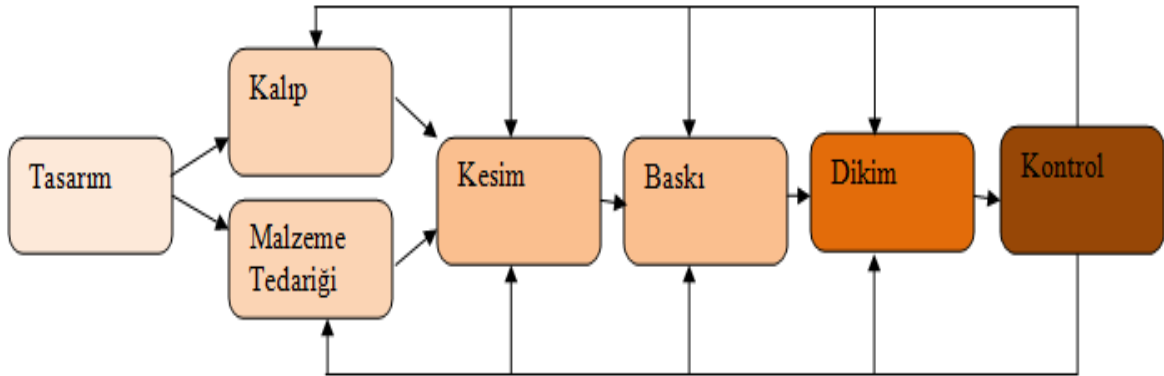 Tasarım
Kalıp
Malzeme
Tedariği
Kesim
Baskı
Dikim
Kontrol